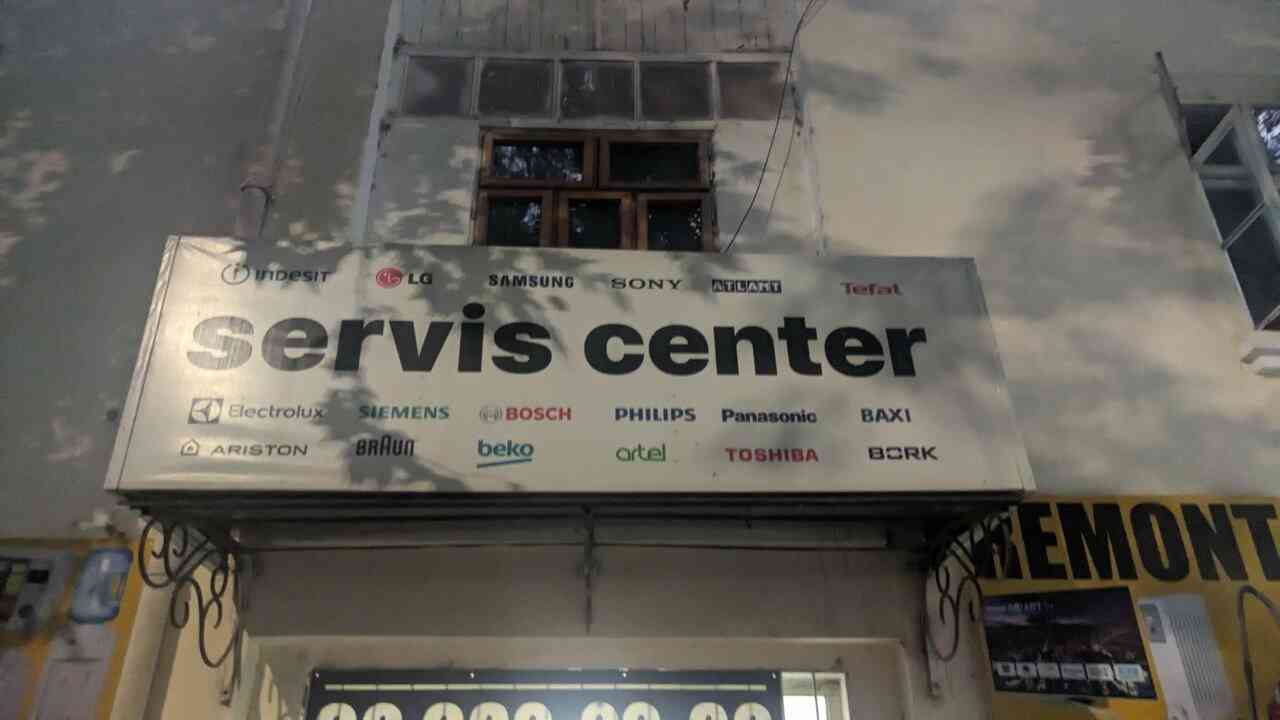 indesit LG SAMSUNG SONY ATLANT Tefal
servis center
Electrolux SIEMENS BOSCH PHILIPS Panasonic BAXI
ARISTON BRAUN beko artel TOSHIBA BORK
REMONT